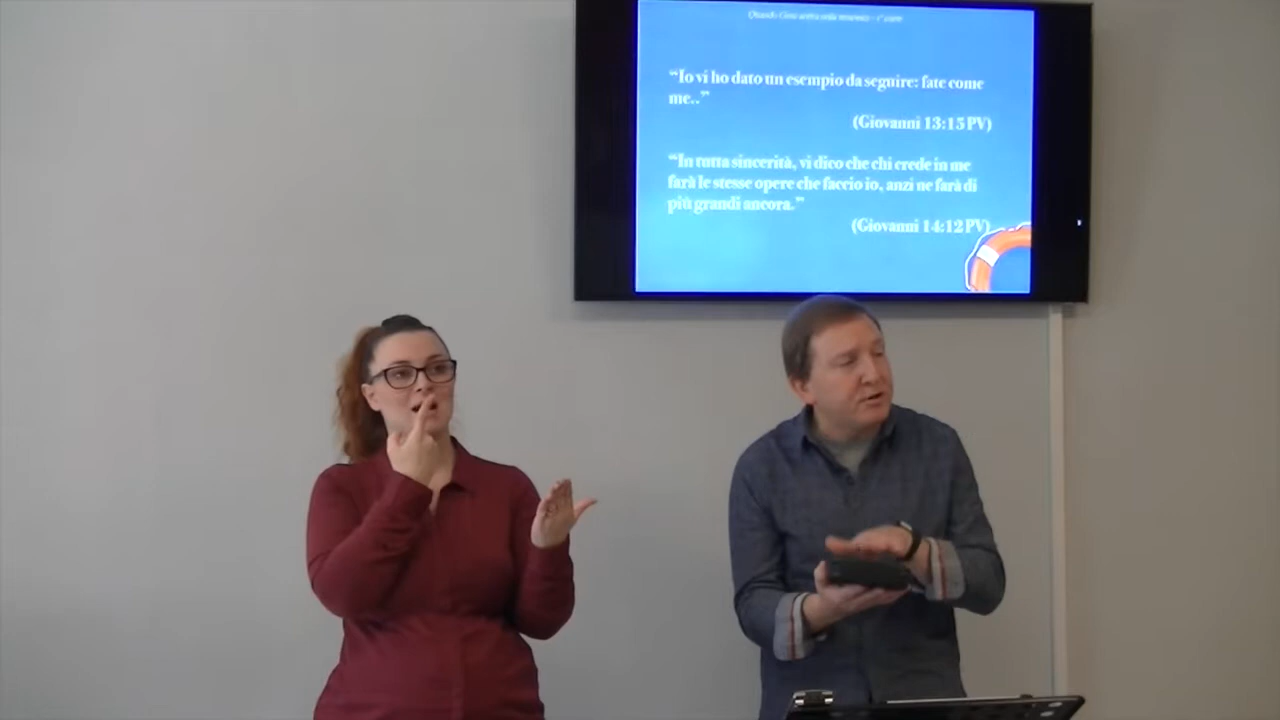 “Io vi ho dato un esempio da seguire: fate come
me..”
(Giovanni 13:15 PV)
“In tutta sincerità, vi dico che chi crede in me
farà le stesse opere che faccio io, anzi ne farà di
più grandi ancora.”
(Giovanni 14:12 PV)